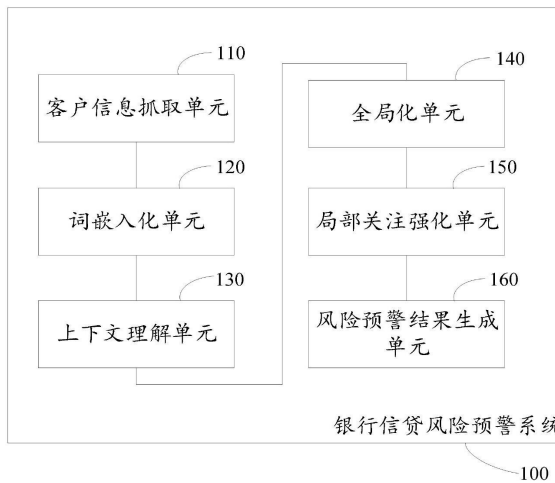 110
客户信息抓取单元
120
词嵌入化单元
130
上下文理解单元
140
全局化单元
150
局部关注强化单元
160
风险预警结果生成
单元
银行信贷风险预警系统
100